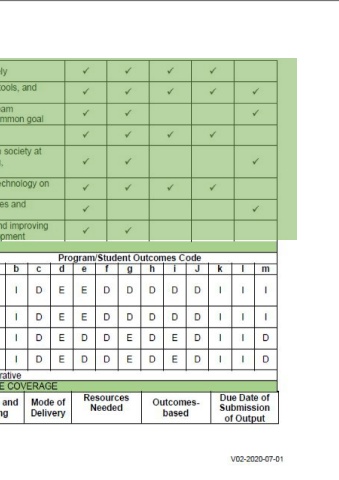 ly ✓ ✓ ✓ ✓
tools, and ✓ ✓ ✓ ✓ ✓
eam
mmon goal ✓ ✓ ✓
✓ ✓ ✓ ✓
society at ✓ ✓ ✓
echnology on ✓ ✓ ✓ ✓
es and ✓ ✓
nd improving
opment ✓ ✓
Program/Student Outcomes Code
b c d e f g h i J k l m
I D E E D D D D D I I I
I D E E D D D D D I I I
I D E D D E D E D I I D
I D E D D E D E D I I D
rative
E COVERAGE
and
ng
Mode of
Delivery
Resources
Needed
Outcomes-
based
Due Date of
Submission
of Output
V02-2020-07-01